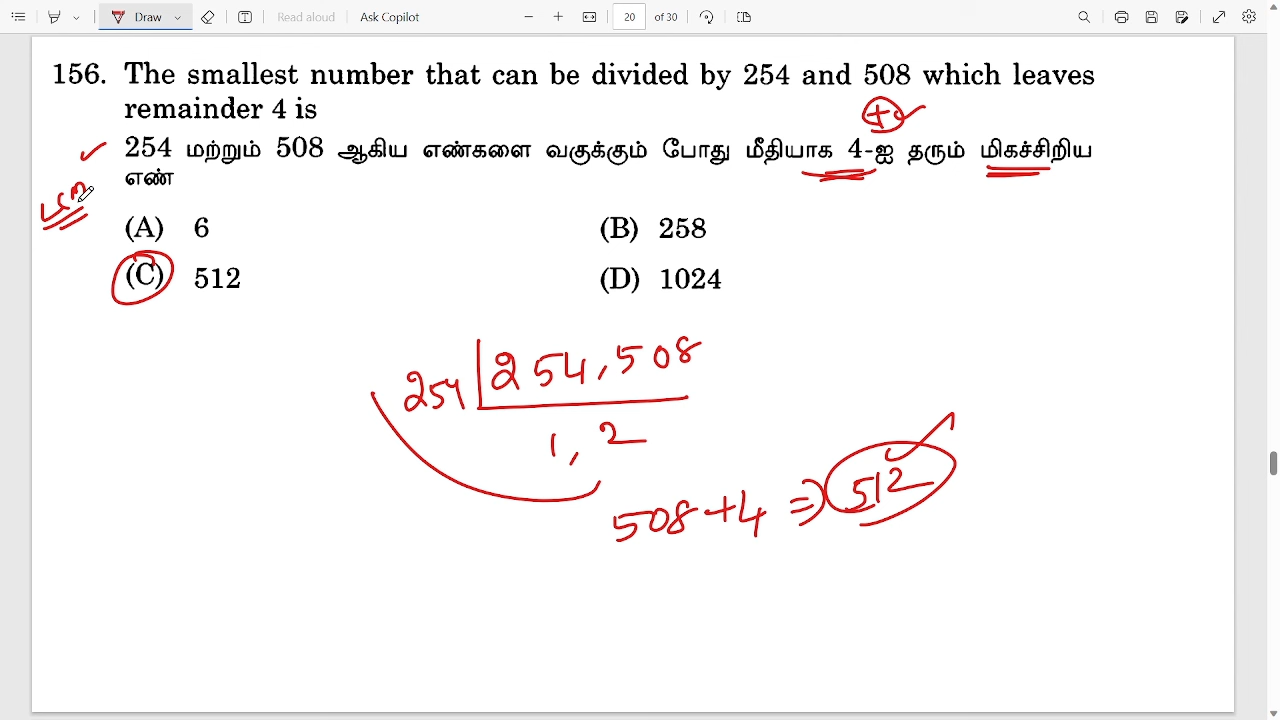 Draw
Read aloud
Ask Copilot
20
of 30
156. The smallest number that can be divided by 254 and 508 which leaves
remainder 4 is
+
254 மற்றும் 508 ஆகிய எண்களை வகுக்கும் போது மீதியாக 4-ஐ தரும் மிகச்சிறிய
எண்
LCM
(A) 6
(B) 258
(C) 512
(D) 1024
254 254, 508
1, 2
508 + 4 ⇒ 512